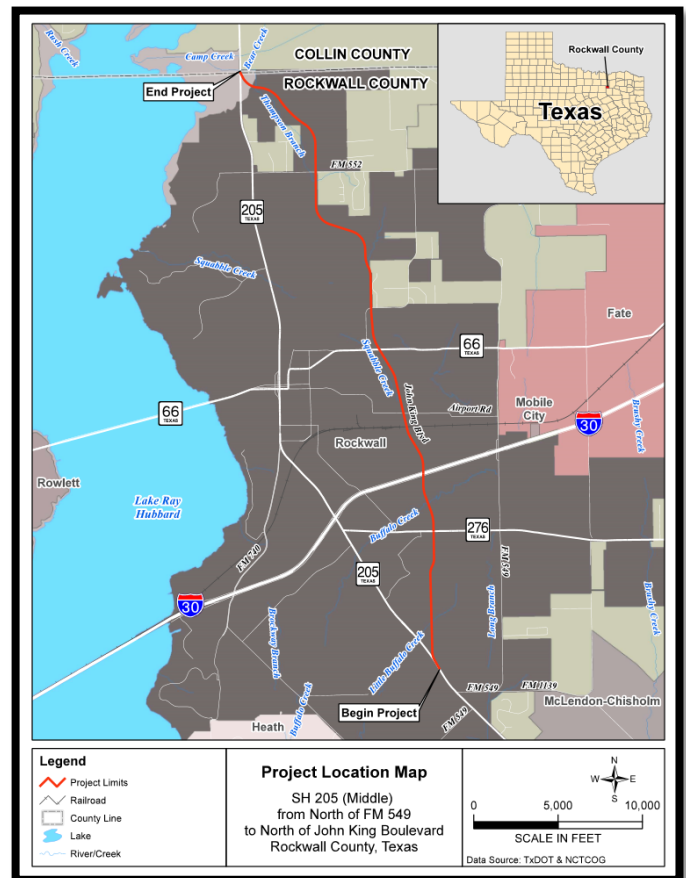 Rush Creek
Camp Creek
Bear Creek
COLLIN COUNTY
ROCKWALL COUNTY
End Project
Rockwall County
Texas
Thompson Branch
FM 552
205
TEXAS
Squabble Creek
Fate
66
TEXAS
Squabble Creek
John King Blvd
Airport Rd
Mobile
City
30
Brushy Creek
66
TEXAS
Rockwall
Rowlett
Lake Ray
Hubbard
Buffalo Creek
276
TEXAS
FM 740
205
TEXAS
FM 549
30
Long Branch
Brushy Creek
Brockway Branch
Little Buffalo Creek
Buffalo Creek
FM 549
FM 1139
McLendon-Chisholm
Begin Project
FM 549
Heath
Legend
Project Limits
Railroad
County Line
Lake
River/Creek
Project Location Map
SH 205 (Middle)
from North of FM 549
to North of John King Boulevard
Rockwall County, Texas
N
W E
S
0 5,000 10,000
SCALE IN FEET
Data Source: TxDOT & NCTCOG